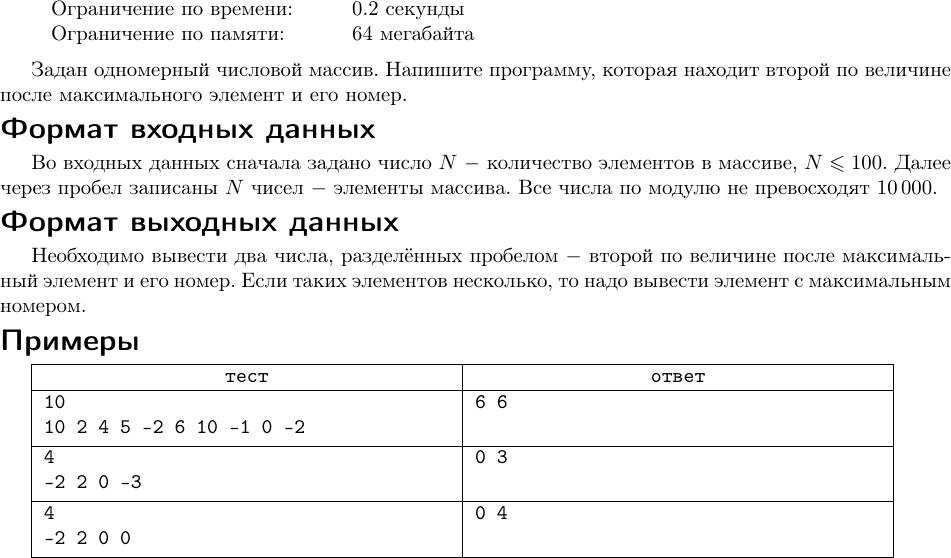 Ограничение по времени: 0.2 секунды
Ограничение по памяти: 64 мегабайта
Задан одномерный числовой массив. Напишите программу, которая находит второй по величине
после максимального элемент и его номер.
Формат входных данных
Во входных данных сначала задано число N – количество элементов в массиве, N ⩽ 100. Далее
через пробел записаны N чисел – элементы массива. Все числа по модулю не превосходят 10 000.
Формат выходных данных
Необходимо вывести два числа, разделённых пробелом – второй по величине после максималь-
ный элемент и его номер. Если таких элементов несколько, то надо вывести элемент с максимальным
номером.
Примеры
тест ответ
10 6 6
10 2 4 5 -2 6 10 -1 0 -2
4 0 3
-2 2 0 -3
4 0 4
-2 2 0 0